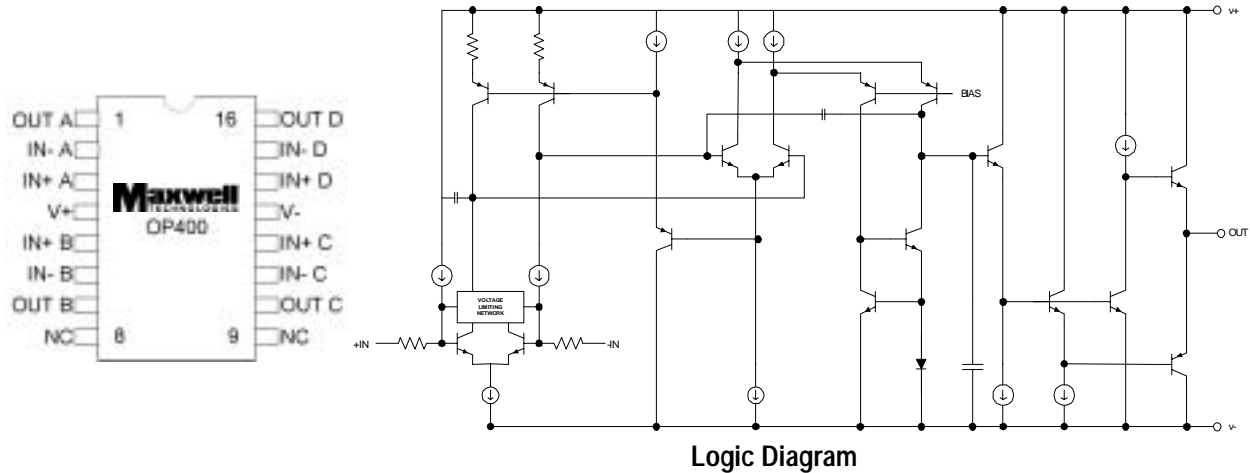 OUT A 1 16 OUT D
IN- A IN- D
IN+ A IN+ D
Maxwell
TECHNOLOGIES
V+ V-
OP400
IN+ B IN+ C
IN- B IN- C
OUT B OUT C
NC 8 9 NC
v+
BIAS
OUT
VOLTAGE
LIMITING
NETWORK
+IN
-IN
v-
Logic Diagram